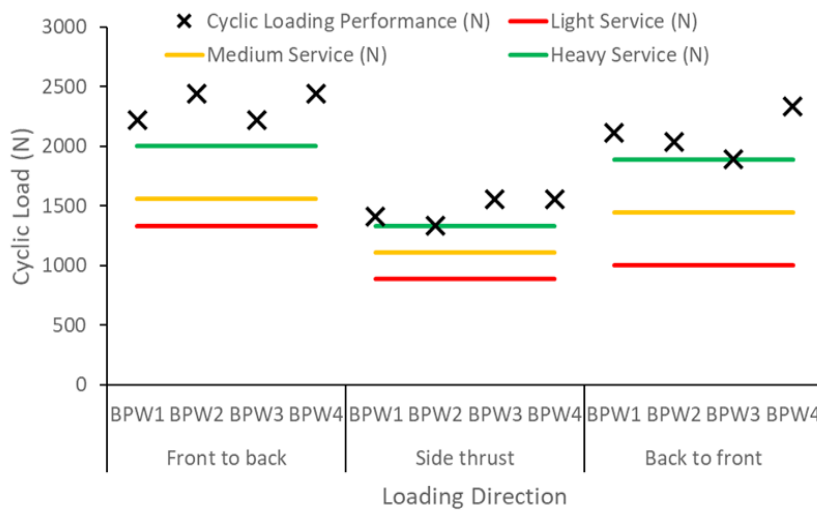 Cyclic Loading Performance (N) Light Service (N)
Medium Service (N) Heavy Service (N)
3000
2500
2000
1500
1000
500
0
Cyclic Load (N)
BPW1 BPW2 BPW3 BPW4 BPW1 BPW2 BPW3 BPW4 BPW1 BPW2 BPW3 BPW4
Front to back Side thrust Back to front
Loading Direction